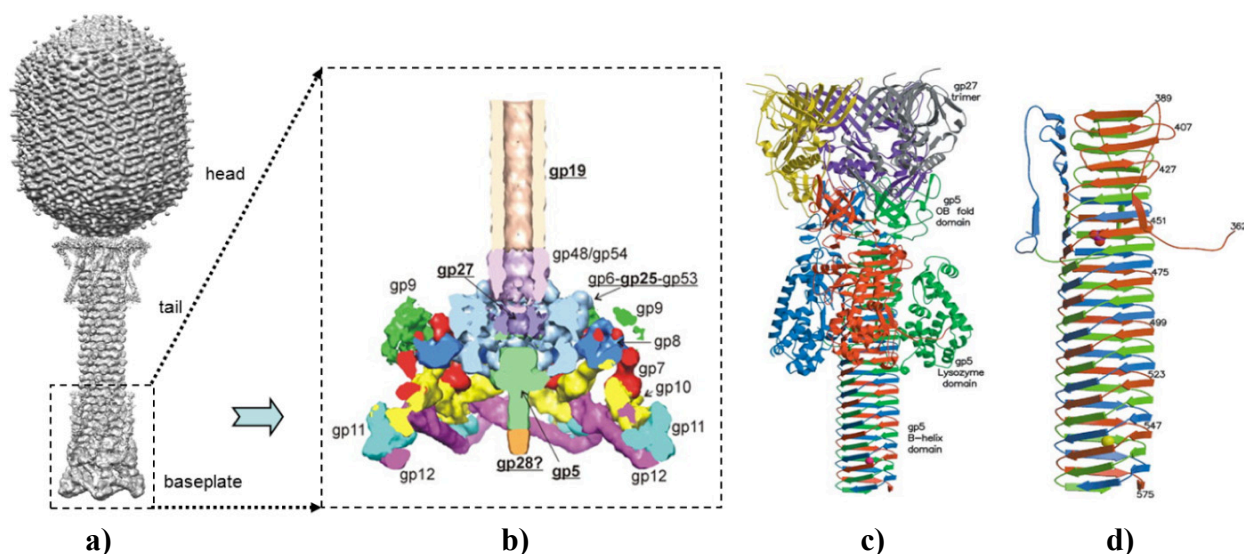 head
tail
baseplate
gp19
gp48/gp54
gp27
gp6-gp25-gp53
gp9
gp9
gp8
gp7
gp10
gp11
gp11
gp12
gp28?
gp5
gp12
gp27
trimer
gp5
OB fold
domain
gp5
Lysozyme
domain
gp5
B-helix
domain
389
407
427
451
362
475
499
523
547
575
a)
b)
c)
d)